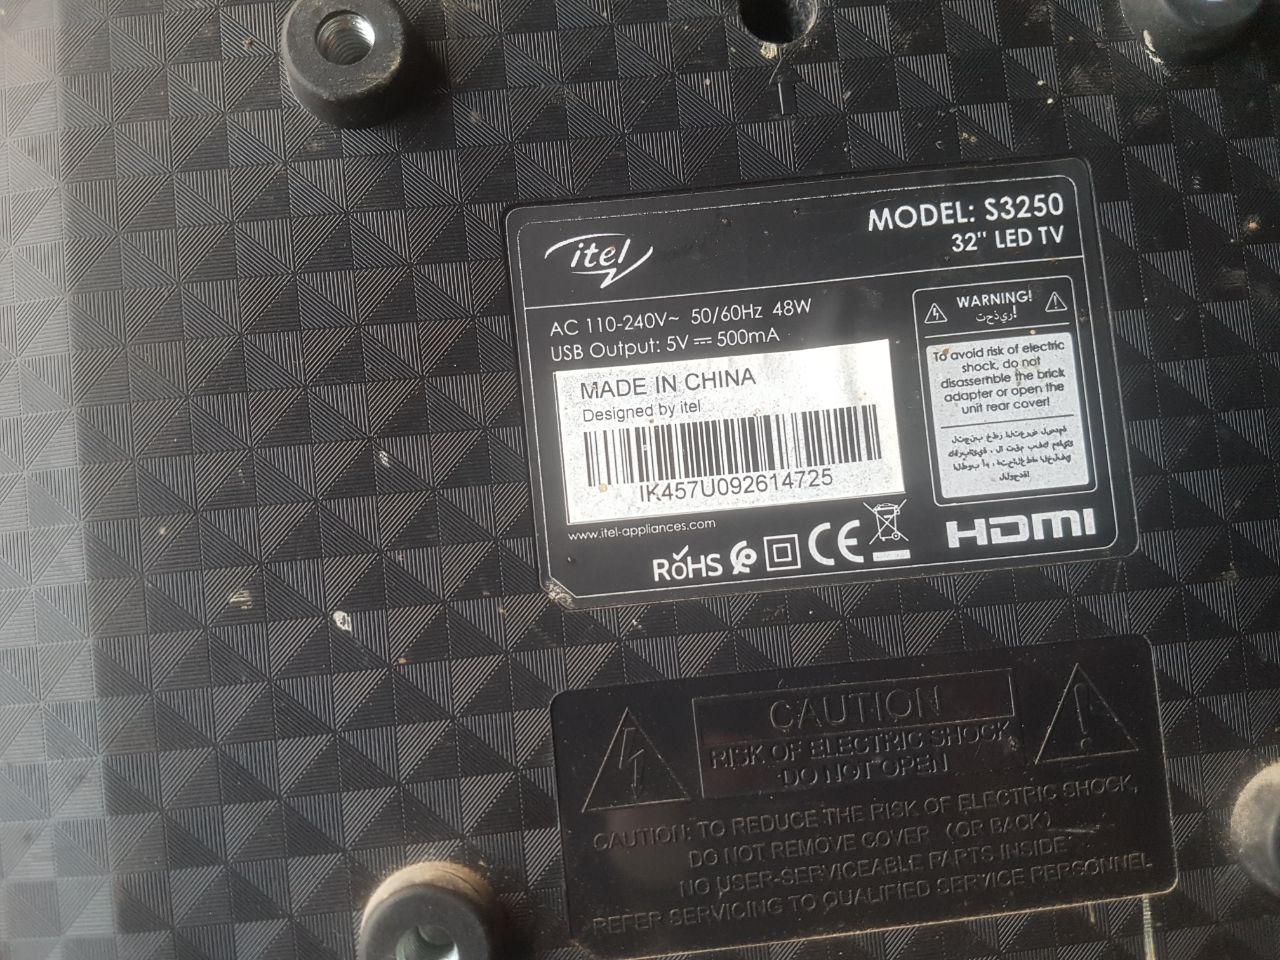 itel
MODEL: S3250
32" LED TV
AC 110-240V~ 50/60Hz 48W
USB Output: 5V ⎓ 500mA
MADE IN CHINA
Designed by itel
IK457U092614725
www.itel-appliances.com
RoHS
CE
WARNING!
تحذير!
To avoid risk of electric
shock, do not
disassemble the brick
adapter or open the
unit rear cover!
لتجنب خطر الصدمة
HDMI
CAUTION
RISK OF ELECTRIC SHOCK
DO NOT OPEN
CAUTION: TO REDUCE THE RISK OF ELECTRIC SHOCK,
DO NOT REMOVE COVER (OR BACK)
NO USER-SERVICEABLE PARTS INSIDE
REFER SERVICING TO QUALIFIED SERVICE PERSONNEL